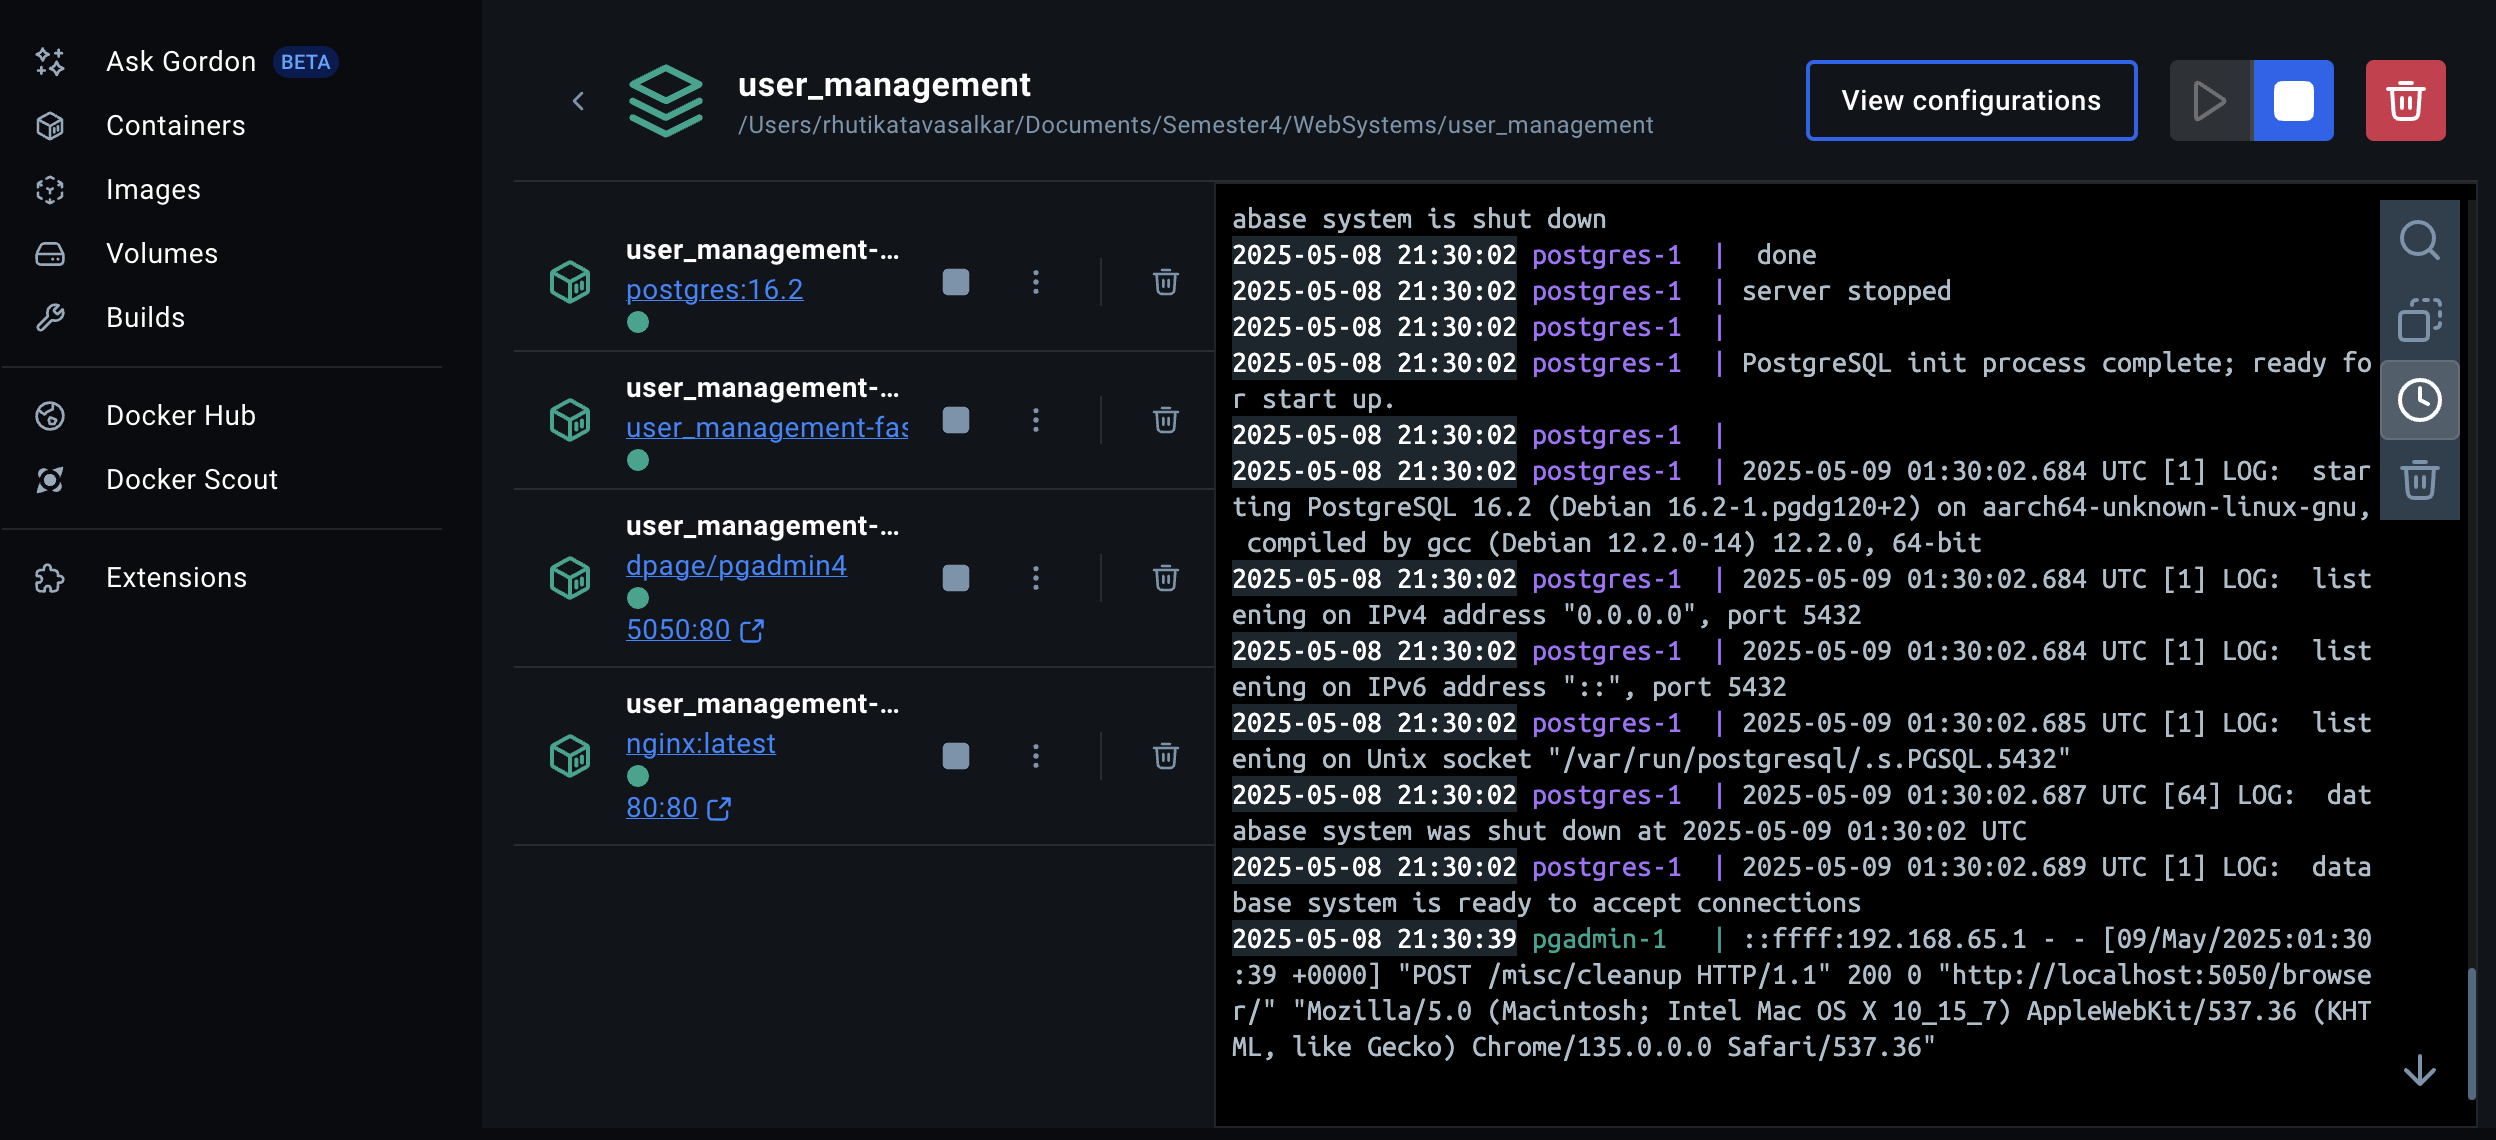 Ask Gordon BETA
Containers
Images
Volumes
Builds
Docker Hub
Docker Scout
Extensions
user_management
/Users/rhutikatavasalkar/Documents/Semester4/WebSystems/user_management
View configurations
user_management-...
postgres:16.2
user_management-...
user_management-fas
user_management-...
dpage/pgadmin4
5050:80
user_management-...
nginx:latest
80:80
abase system is shut down
2025-05-08 21:30:02 postgres-1 | done
2025-05-08 21:30:02 postgres-1 | server stopped
2025-05-08 21:30:02 postgres-1 |
2025-05-08 21:30:02 postgres-1 | PostgreSQL init process complete; ready fo
r start up.
2025-05-08 21:30:02 postgres-1 |
2025-05-08 21:30:02 postgres-1 | 2025-05-09 01:30:02.684 UTC [1] LOG: star
ting PostgreSQL 16.2 (Debian 16.2-1.pgdg120+2) on aarch64-unknown-linux-gnu,
compiled by gcc (Debian 12.2.0-14) 12.2.0, 64-bit
2025-05-08 21:30:02 postgres-1 | 2025-05-09 01:30:02.684 UTC [1] LOG: list
ening on IPv4 address "0.0.0.0", port 5432
2025-05-08 21:30:02 postgres-1 | 2025-05-09 01:30:02.684 UTC [1] LOG: list
ening on IPv6 address "::", port 5432
2025-05-08 21:30:02 postgres-1 | 2025-05-09 01:30:02.685 UTC [1] LOG: list
ening on Unix socket "/var/run/postgresql/.s.PGSQL.5432"
2025-05-08 21:30:02 postgres-1 | 2025-05-09 01:30:02.687 UTC [64] LOG: dat
abase system was shut down at 2025-05-09 01:30:02 UTC
2025-05-08 21:30:02 postgres-1 | 2025-05-09 01:30:02.689 UTC [1] LOG: data
base system is ready to accept connections
2025-05-08 21:30:39 pgadmin-1 | ::ffff:192.168.65.1 - - [09/May/2025:01:30
:39 +0000] "POST /misc/cleanup HTTP/1.1" 200 0 "http://localhost:5050/browse
r/" "Mozilla/5.0 (Macintosh; Intel Mac OS X 10_15_7) AppleWebKit/537.36 (KHT
ML, like Gecko) Chrome/135.0.0.0 Safari/537.36"